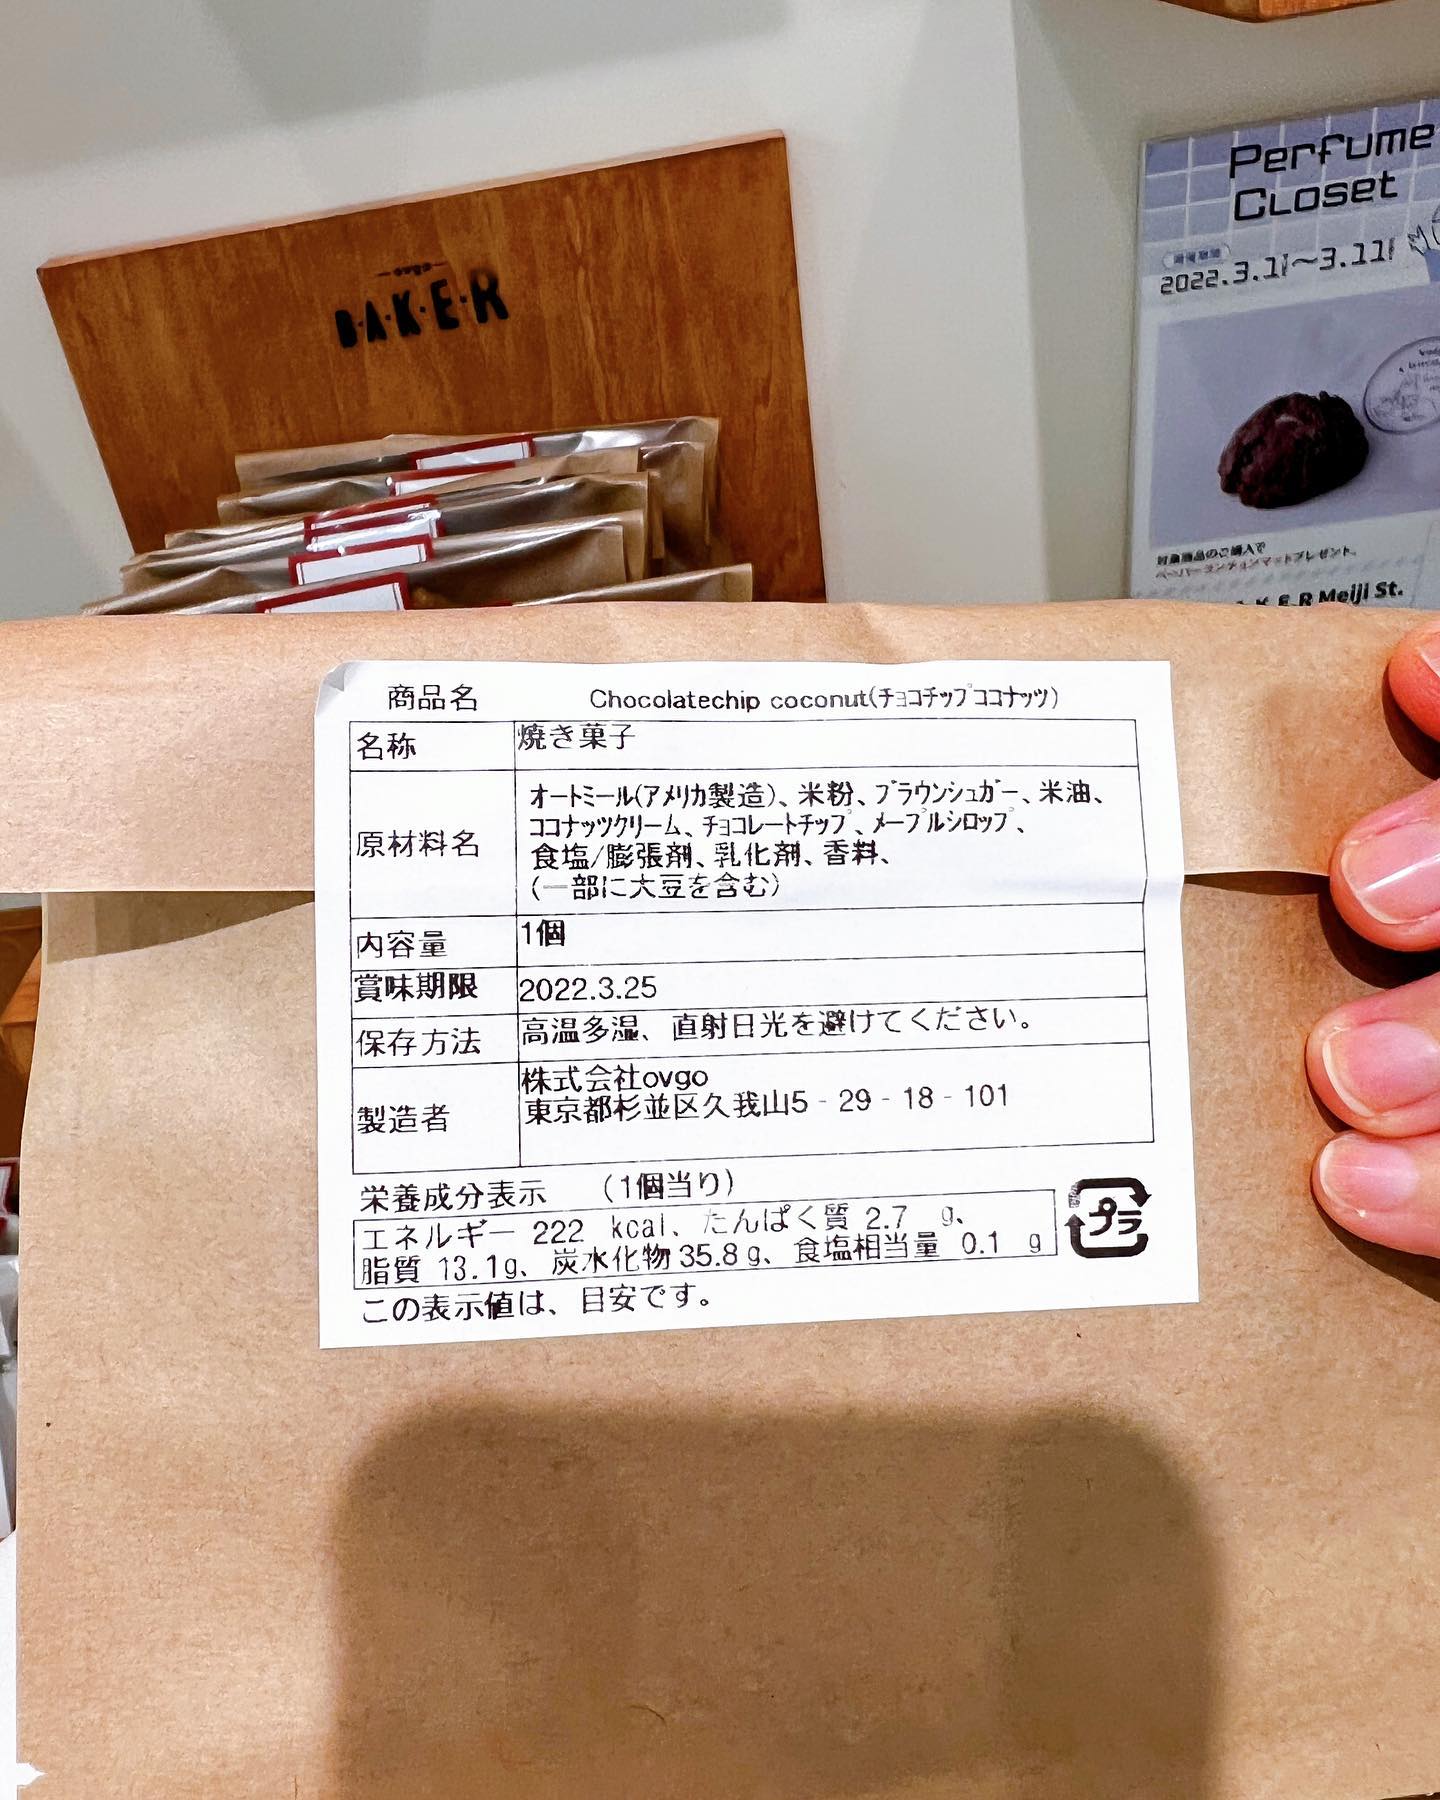 BAKER
Perfume
Closet
2022.3.1
~3.11
対象商品のご購入で
R Meiji St.
商品名 Chocolatechip coconut(チョコチップココナッツ)
名称 焼き菓子
原材料名
オートミール(アメリカ製造)、米粉、ブラウンシュガー、米油、
ココナッツクリーム、チョコレートチップ、メープルシロップ、
食塩/膨張剤、乳化剤、香料、
(一部に大豆を含む)
内容量 1個
賞味期限 2022.3.25
保存方法 高温多湿、直射日光を避けてください。
製造者
株式会社ovgo
東京都杉並区久我山5-29-18-101
栄養成分表示 (1個当り)
エネルギー 222 kcal、たんぱく質 2.7 g、
脂質 13.1g、炭水化物 35.8g、食塩相当量 0.1 g
プラ
この表示値は、目安です。